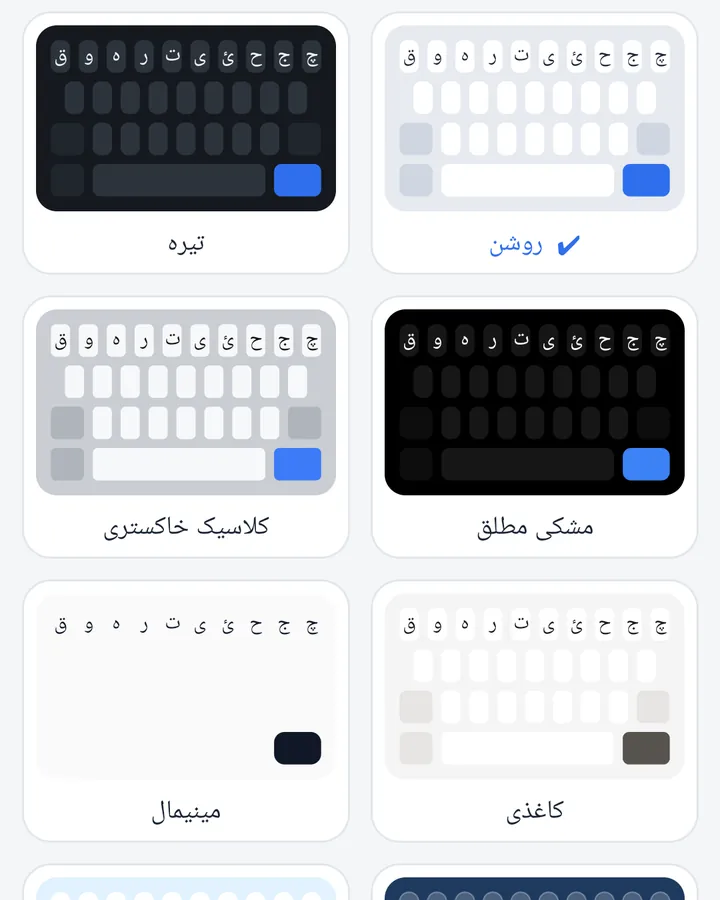 ق و ه ر ت ی ئ ح ج چ
✔ روشن
ق و ه ر ت ی ئ ح ج چ
تیره
ق و ه ر ت ی ئ ح ج چ
مشکی مطلق
ق و ه ر ت ی ئ ح ج چ
کلاسیک خاکستری
ق و ه ر ت ی ئ ح ج چ
کاغذی
ق و ه ر ت ی ئ ح ج چ
مینیمال